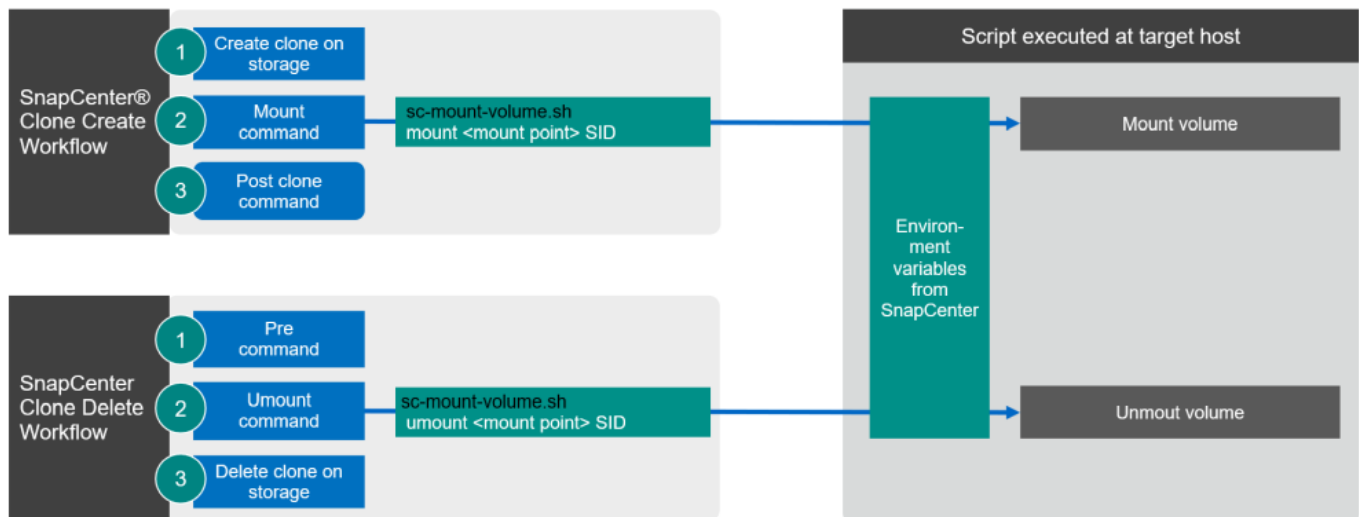 SnapCenter®
Clone Create
Workflow
1
Create clone on
storage
2
Mount
command
sc-mount-volume.sh
mount <mount point> SID
3
Post clone
command
SnapCenter
Clone Delete
Workflow
1
Pre
command
2
Umount
command
sc-mount-volume.sh
umount <mount point> SID
3
Delete clone on
storage
Script executed at target host
Environ-
ment
variables
from
SnapCenter
Mount volume
Unmout volume